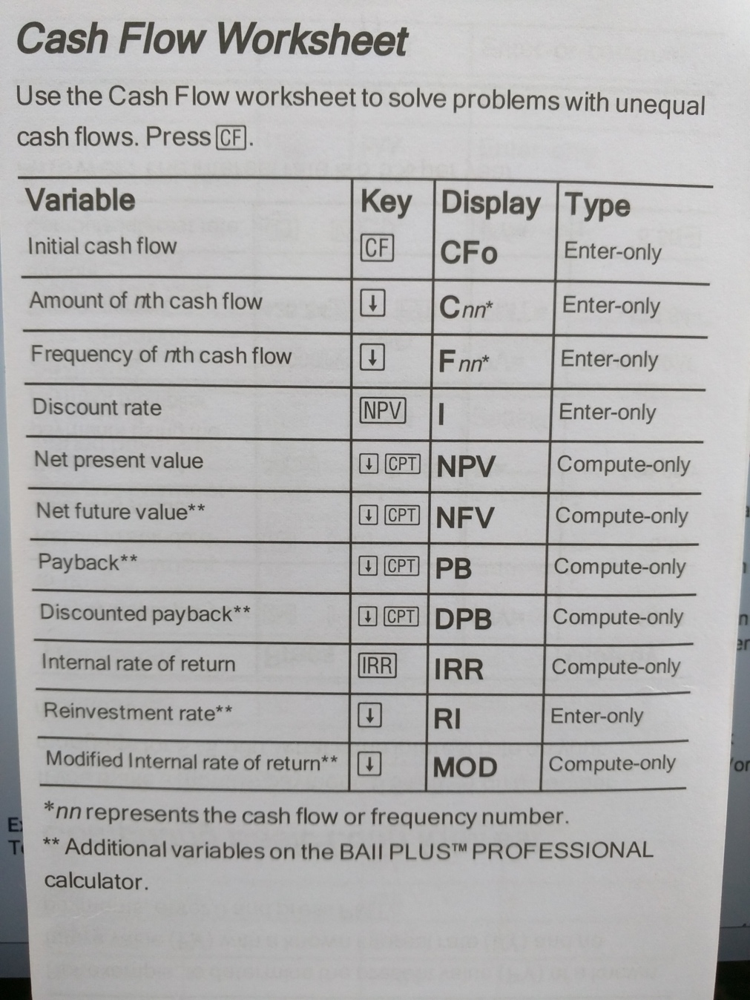 Cash Flow Worksheet
Use the Cash Flow worksheet to solve problems with unequal
cash flows. Press CF.
Variable Key Display Type
Initial cash flow CF CFo Enter-only
Amount of nth cash flow ↓ Cnn* Enter-only
Frequency of nth cash flow ↓ Fnn* Enter-only
Discount rate NPV I Enter-only
Net present value ↓ CPT NPV Compute-only
Net future value** ↓ CPT NFV Compute-only
Payback** ↓ CPT PB Compute-only
Discounted payback** ↓ CPT DPB Compute-only
Internal rate of return IRR IRR Compute-only
Reinvestment rate** ↓ RI Enter-only
Modified Internal rate of return** ↓ MOD Compute-only
*nn represents the cash flow or frequency number.
** Additional variables on the BAII PLUS™ PROFESSIONAL
calculator.